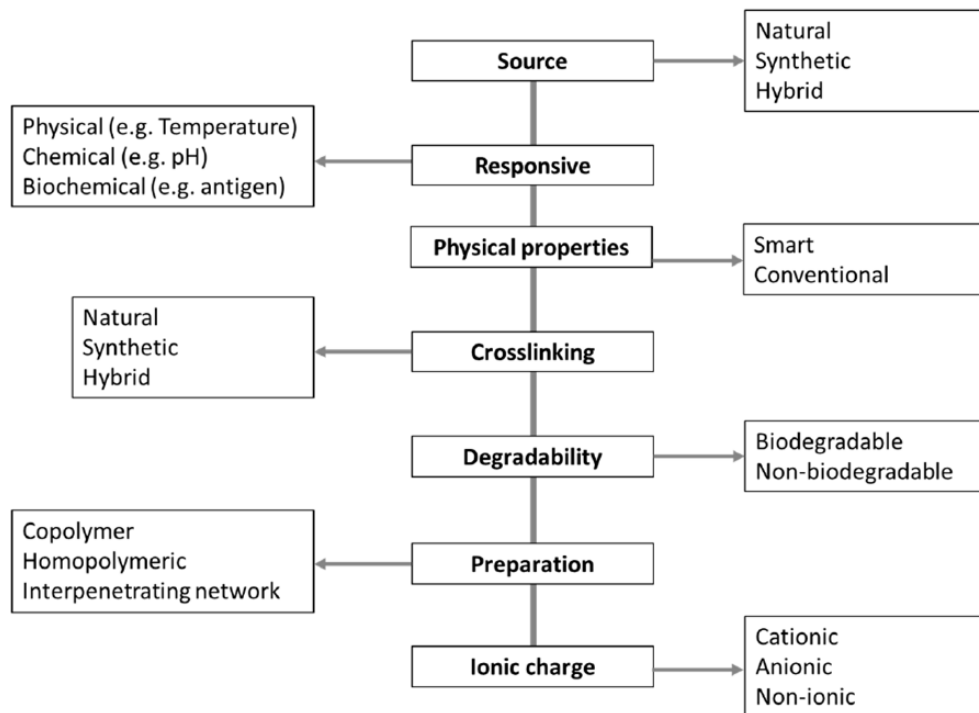 Source
Natural
Synthetic
Hybrid
Physical (e.g. Temperature)
Chemical (e.g. pH)
Biochemical (e.g. antigen)
Responsive
Physical properties
Smart
Conventional
Natural
Synthetic
Hybrid
Crosslinking
Degradability
Biodegradable
Non-biodegradable
Copolymer
Homopolymeric
Interpenetrating network
Preparation
Ionic charge
Cationic
Anionic
Non-ionic